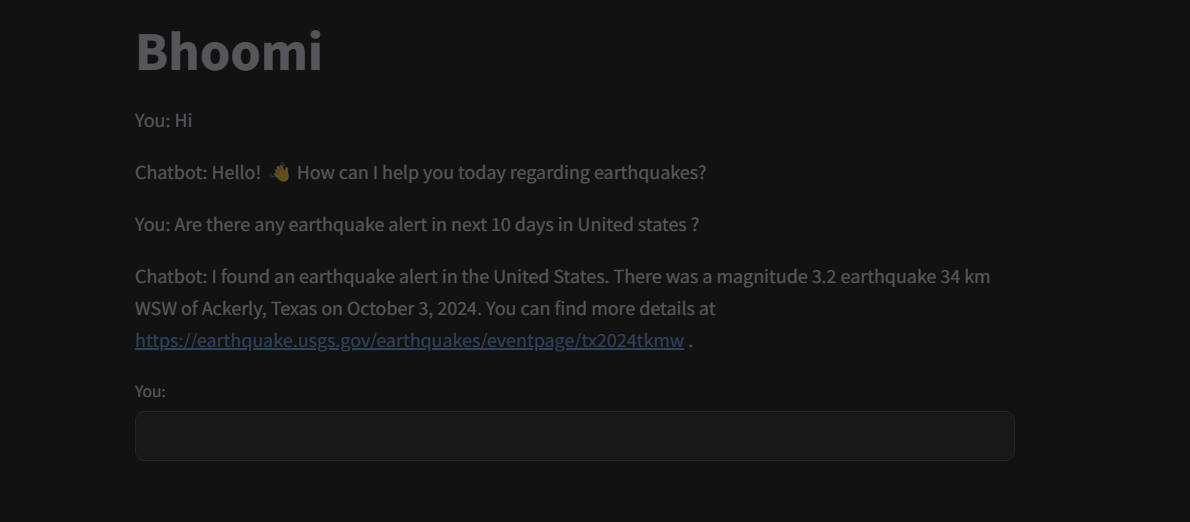 Bhoomi
You: Hi
Chatbot: Hello! 👋 How can I help you today regarding earthquakes?
You: Are there any earthquake alert in next 10 days in United states ?
Chatbot: I found an earthquake alert in the United States. There was a magnitude 3.2 earthquake 34 km
WSW of Ackerly, Texas on October 3, 2024. You can find more details at
https://earthquake.usgs.gov/earthquakes/eventpage/tx2024tkmw .
You: